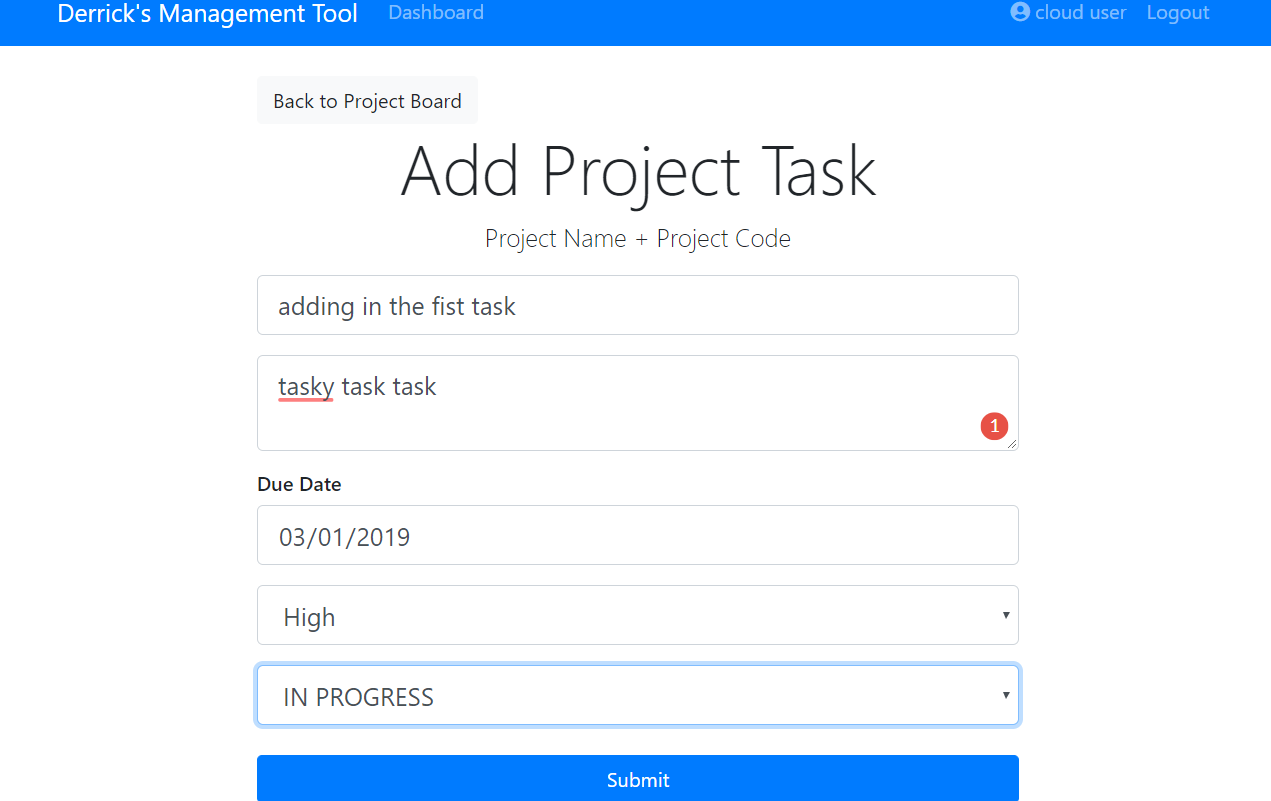 Derrick's Management Tool Dashboard cloud user Logout
Back to Project Board
Add Project Task
Project Name + Project Code
adding in the fist task
tasky task task
1
Due Date
03/01/2019
High
IN PROGRESS
Submit